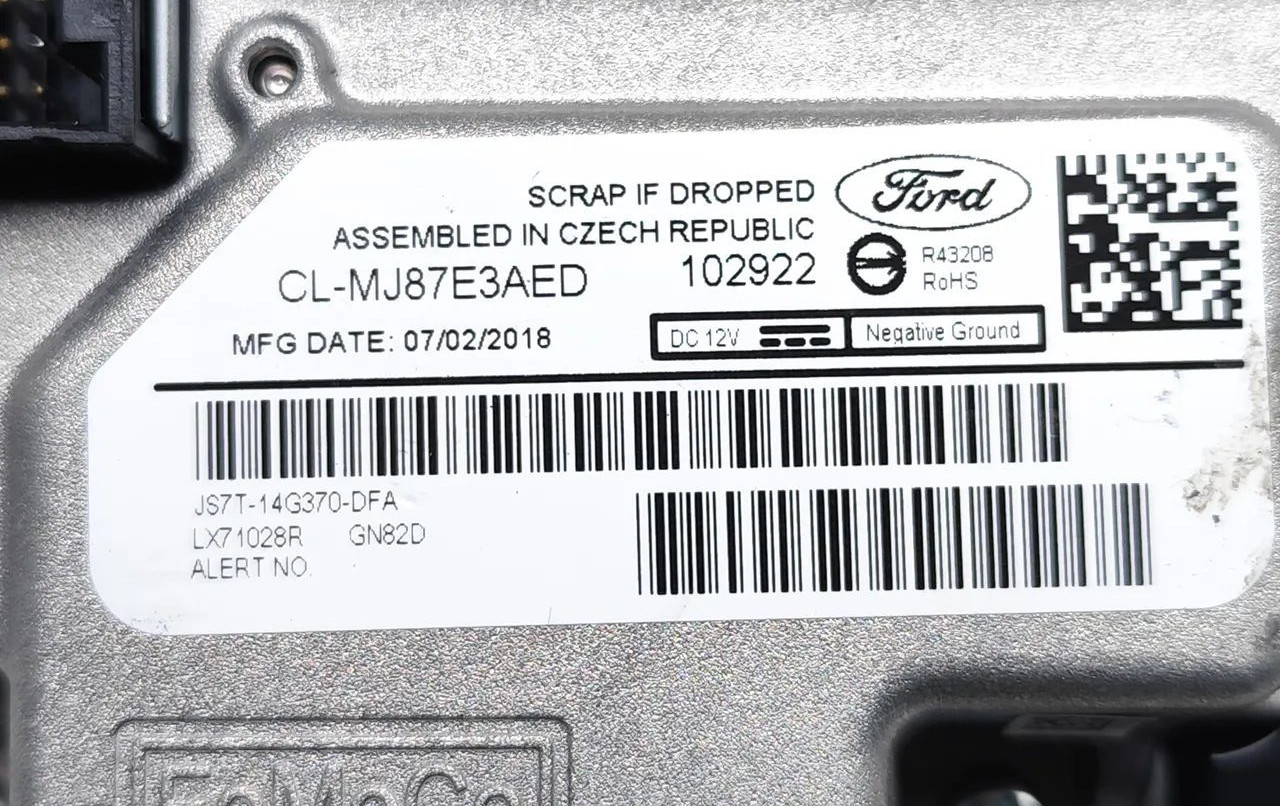 SCRAP IF DROPPED
Ford
ASSEMBLED IN CZECH REPUBLIC
CL-MJ87E3AED 102922
R43208
RoHS
MFG DATE: 07/02/2018
DC 12V Negative Ground
JS7T-14G370-DFA
LX71028R GN82D
ALERT NO.
FoMoCo